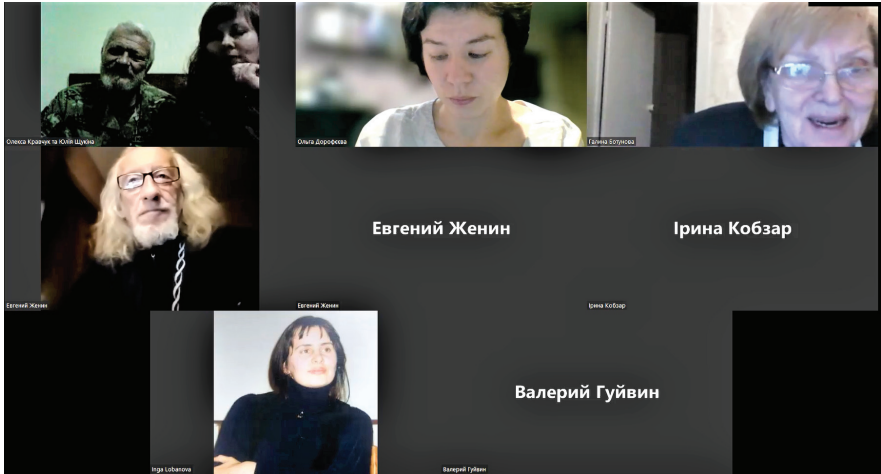 Олекса Кравчук та Юлія Щукіна
Ольга Дорофєєва
Галина Ботунова
Евгений Женин
Ірина Кобзар
Евгений Женин
Евгений Женин
Ірина Кобзар
Валерий Гуйвин
Inga Lobanova
Валерий Гуйвин